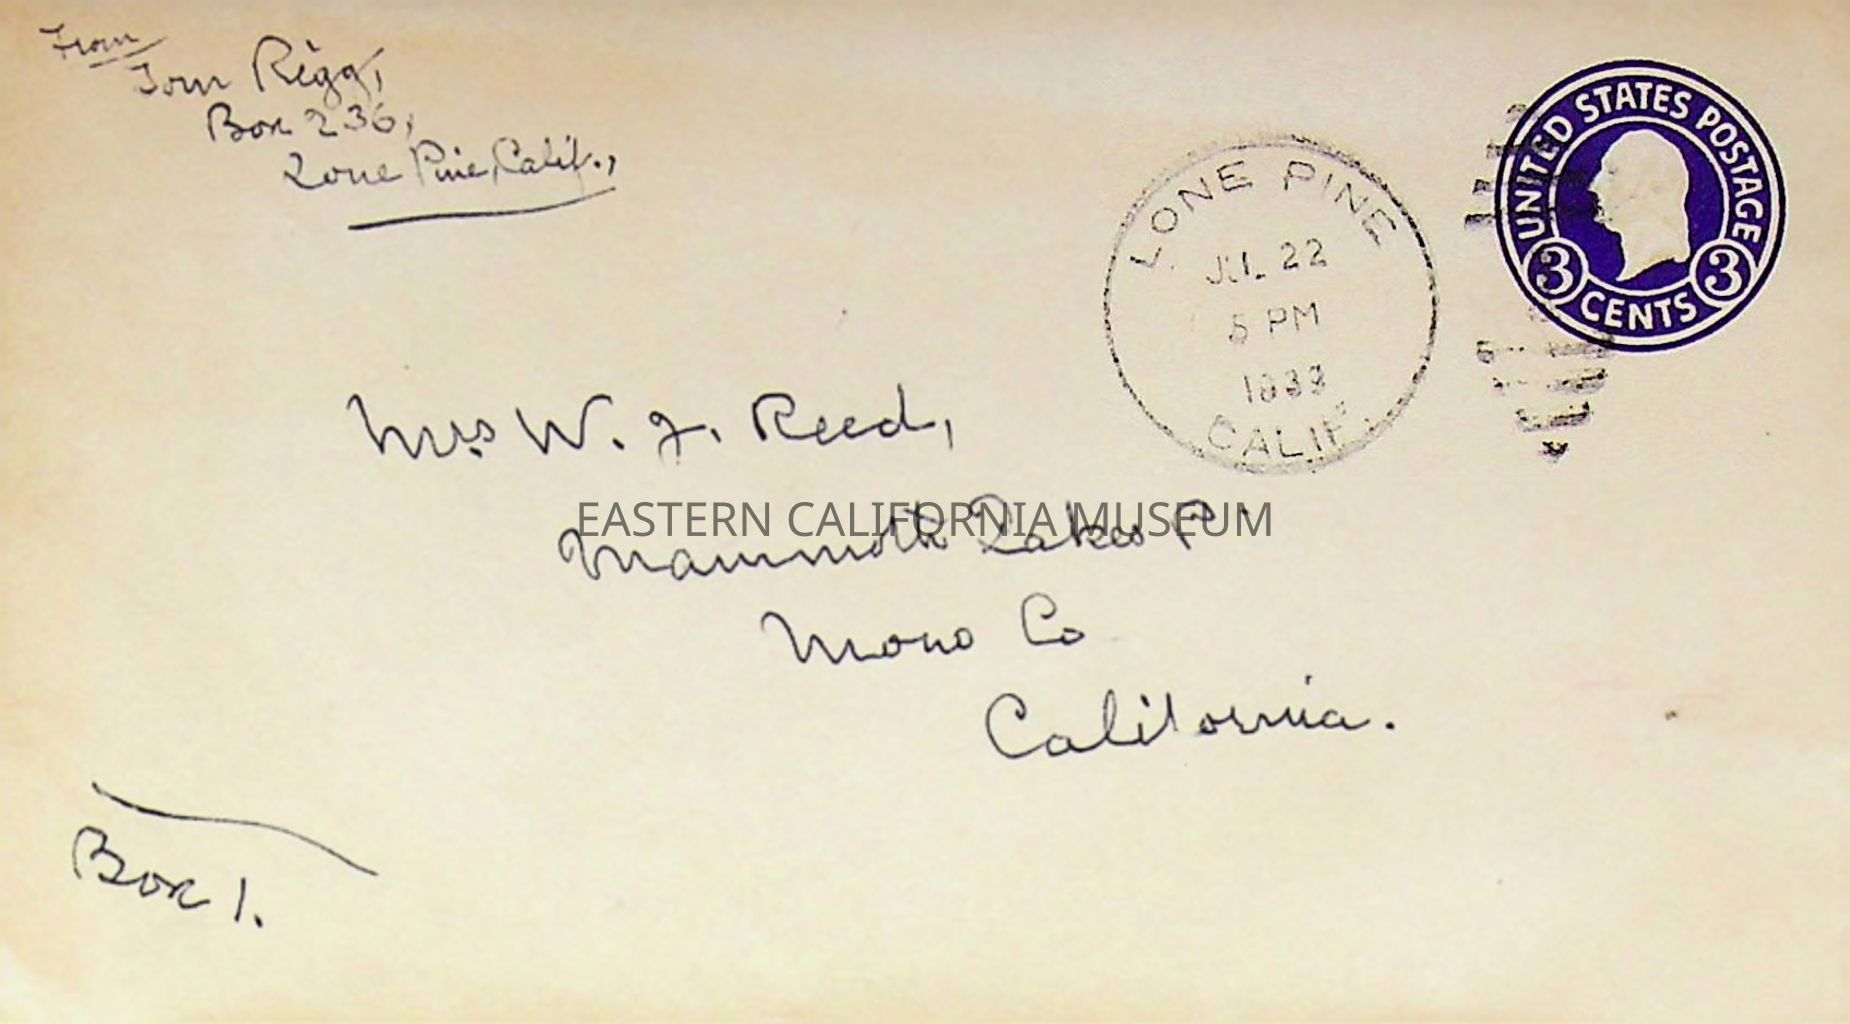 From
Tom Rigg,
Box 236,
Lone Pine, Calif.,
UNITED STATES POSTAGE
3 CENTS 3
LONE PINE
JUL 22
5 PM
1933
CALIF.
Mrs W. J. Reed,
EASTERN CALIFORNIA MUSEUM
Mammoth Lakes P.
Mono Co
California.
Box 1.